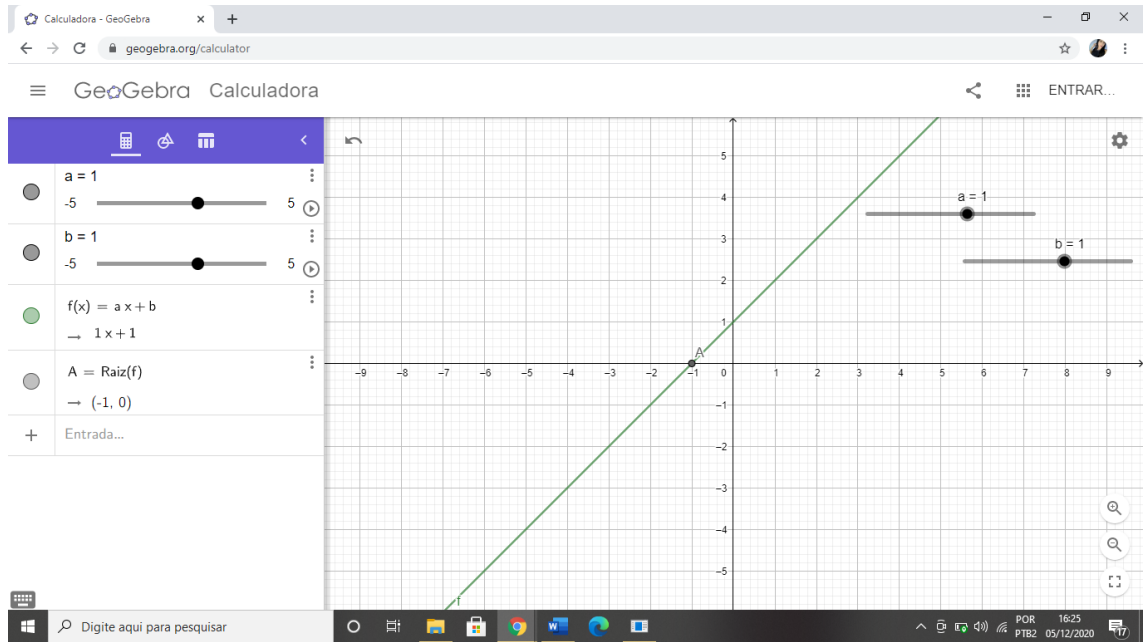 Calculadora - GeoGebra
geogebra.org/calculator
GeoGebra Calculadora
ENTRAR...
a = 1
-5 5
b = 1
-5 5
f(x) = a x + b
→ 1 x + 1
A = Raiz(f)
→ (-1, 0)
+ Entrada...
a = 1
b = 1
5
4
3
2
1
A
–9 –8 –7 –6 –5 –4 –3 –2 –1 0 1 2 3 4 5 6 7 8 9
–1
–2
–3
–4
–5
f
Digite aqui para pesquisar
POR
PTB2
16:25
05/12/2020
17